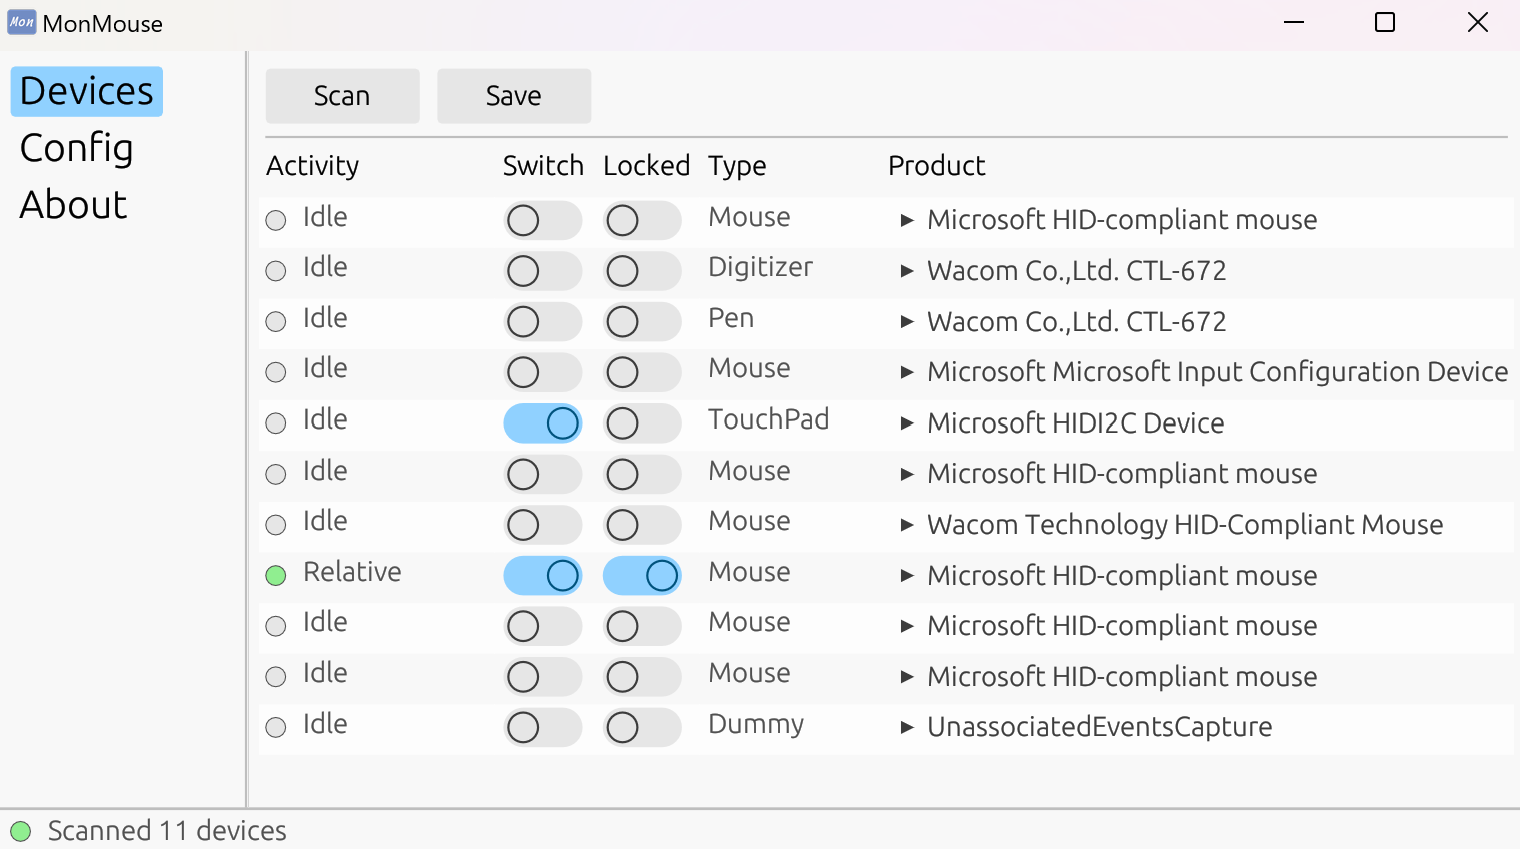 Mon MonMouse
Devices
Config
About
Scan Save
Activity Switch Locked Type Product
Idle Mouse Microsoft HID-compliant mouse
Idle Digitizer Wacom Co.,Ltd. CTL-672
Idle Pen Wacom Co.,Ltd. CTL-672
Idle Mouse Microsoft Microsoft Input Configuration Device
Idle TouchPad Microsoft HIDI2C Device
Idle Mouse Microsoft HID-compliant mouse
Idle Mouse Wacom Technology HID-Compliant Mouse
Relative Mouse Microsoft HID-compliant mouse
Idle Mouse Microsoft HID-compliant mouse
Idle Mouse Microsoft HID-compliant mouse
Idle Dummy UnassociatedEventsCapture
Scanned 11 devices